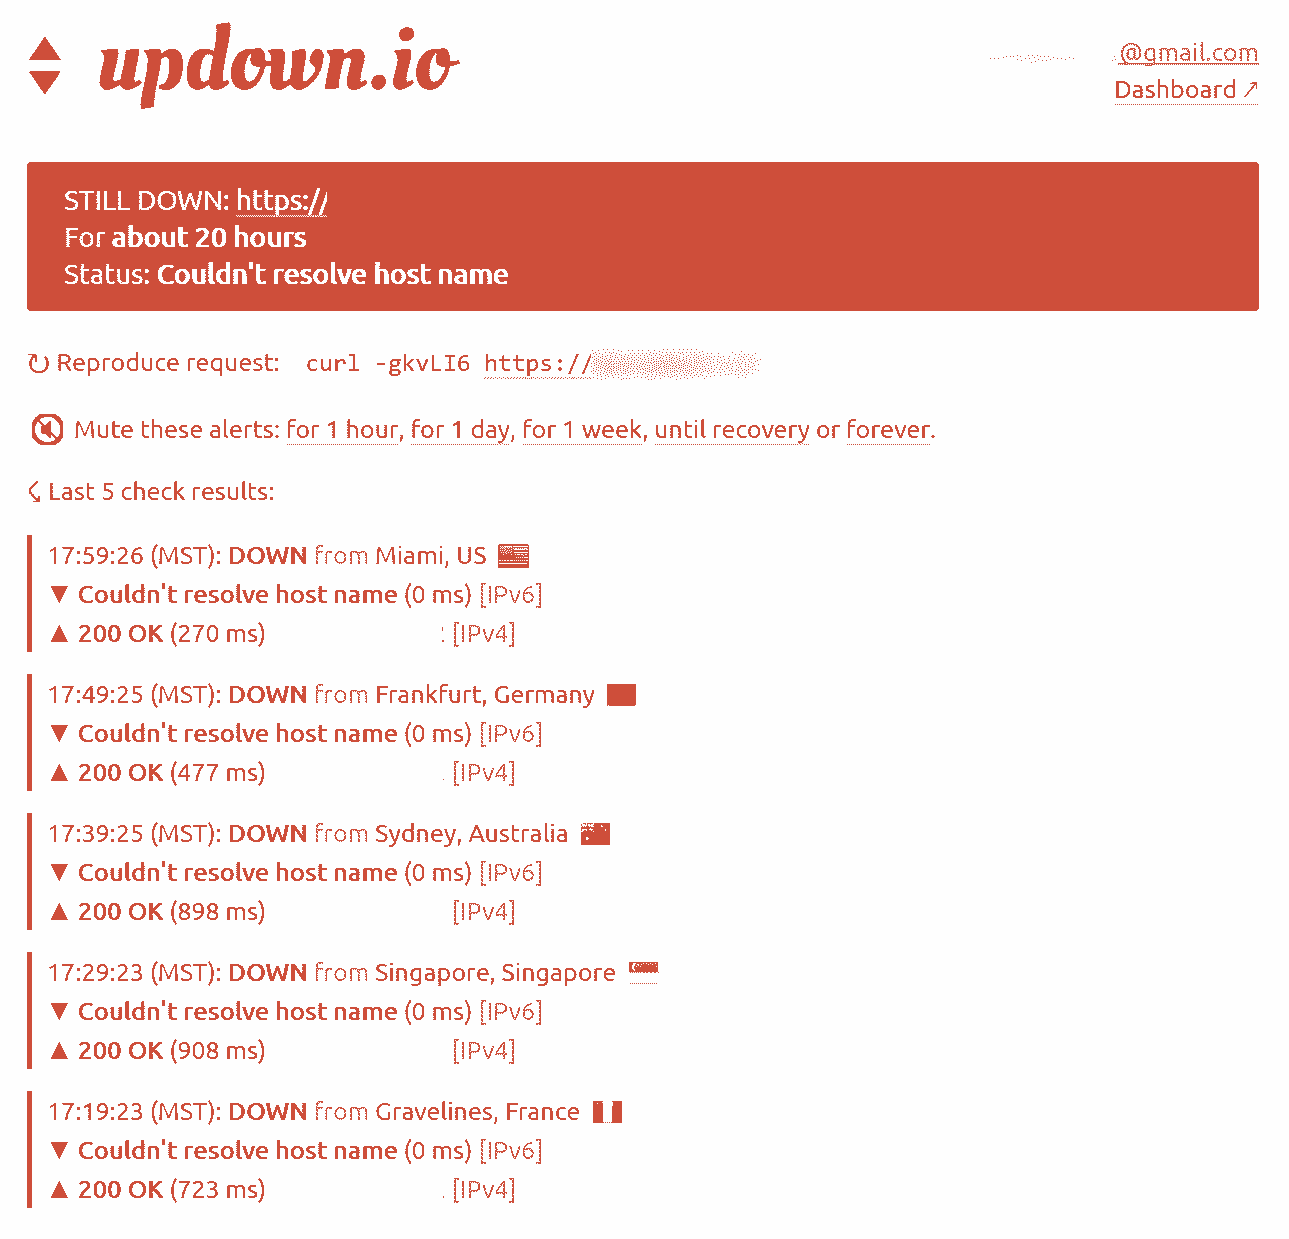 updown.io
@gmail.com
Dashboard ↗
STILL DOWN: https://
For about 20 hours
Status: Couldn't resolve host name
↻ Reproduce request: curl -gkvLI6 https://
Mute these alerts: for 1 hour, for 1 day, for 1 week, until recovery or forever.
Last 5 check results:
17:59:26 (MST): DOWN from Miami, US
▼ Couldn't resolve host name (0 ms) [IPv6]
▲ 200 OK (270 ms) [IPv4]
17:49:25 (MST): DOWN from Frankfurt, Germany
▼ Couldn't resolve host name (0 ms) [IPv6]
▲ 200 OK (477 ms) [IPv4]
17:39:25 (MST): DOWN from Sydney, Australia
▼ Couldn't resolve host name (0 ms) [IPv6]
▲ 200 OK (898 ms) [IPv4]
17:29:23 (MST): DOWN from Singapore, Singapore
▼ Couldn't resolve host name (0 ms) [IPv6]
▲ 200 OK (908 ms) [IPv4]
17:19:23 (MST): DOWN from Gravelines, France
▼ Couldn't resolve host name (0 ms) [IPv6]
▲ 200 OK (723 ms) [IPv4]